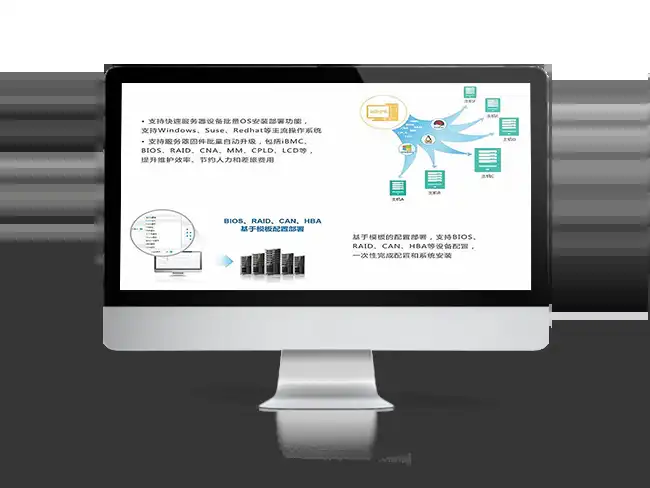 • 支持快速服务器设备批量OS安装部署功能，
支持Windows、Suse、Redhat等主流操作系统
• 支持服务器固件批量自动升级，包括iBMC、
BIOS、RAID、CNA、MM、CPLD、LCD等，
提升维护效率、节约人力和差旅费用
主机A
主机B
BIOS、RAID、CAN、HBA
基于模板配置部署
基于模板的配置部署，支持BIOS、
RAID、CAN、HBA等设备配置，
一次性完成配置和系统安装